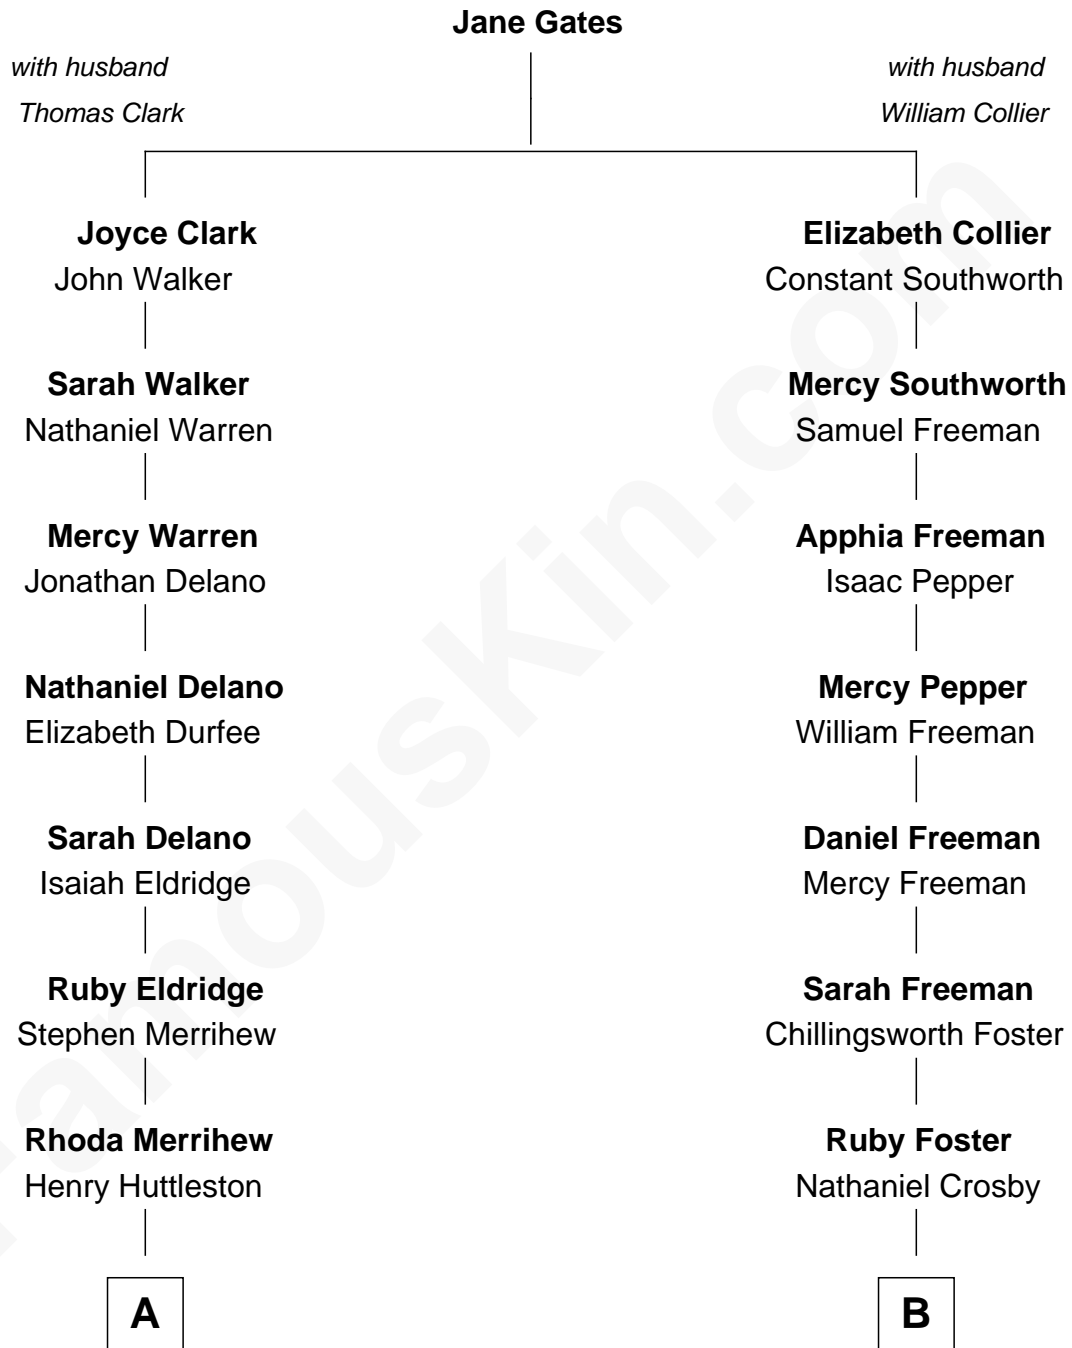 Jane Gates
with husband
Thomas Clark
with husband
William Collier
Joyce Clark
John Walker
Sarah Walker
Nathaniel Warren
Mercy Warren
Jonathan Delano
Nathaniel Delano
Elizabeth Durfee
Sarah Delano
Isaiah Eldridge
Ruby Eldridge
Stephen Merrihew
Rhoda Merrihew
Henry Huttleston
A
Elizabeth Collier
Constant Southworth
Mercy Southworth
Samuel Freeman
Apphia Freeman
Isaac Pepper
Mercy Pepper
William Freeman
Daniel Freeman
Mercy Freeman
Sarah Freeman
Chillingsworth Foster
Ruby Foster
Nathaniel Crosby
B
FamousKin.com